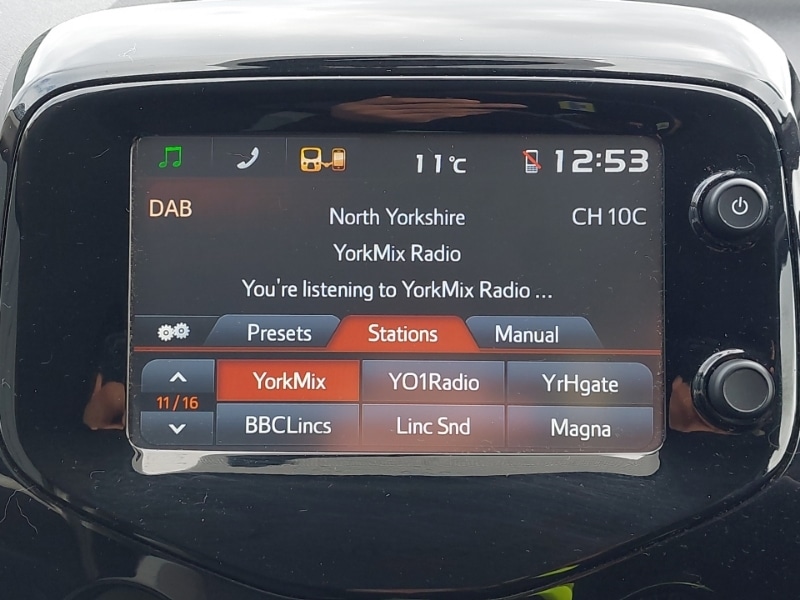 11°C 12:53
DAB North Yorkshire CH 10C
YorkMix Radio
You're listening to YorkMix Radio ...
Presets Stations Manual
YorkMix YO1Radio YrHgate
11/16
BBCLincs Linc Snd Magna